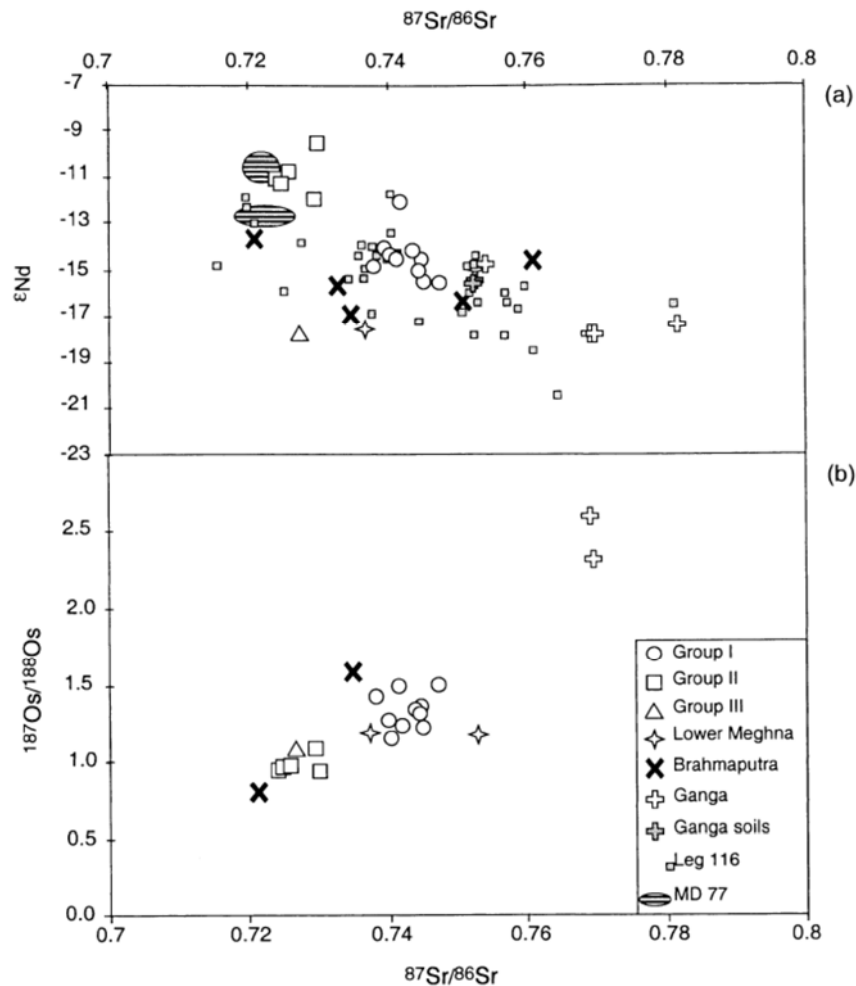 87Sr/86Sr
0.7 0.72 0.74 0.76 0.78 0.8
(a)
-7
-9
-11
-13
-15
-17
-19
-21
-23
εNd
(b)
2.5
2.0
1.5
1.0
0.5
0.0
187Os/188Os
Group I
Group II
Group III
Lower Meghna
Brahmaputra
Ganga
Ganga soils
Leg 116
MD 77
0.7 0.72 0.74 0.76 0.78 0.8
87Sr/86Sr